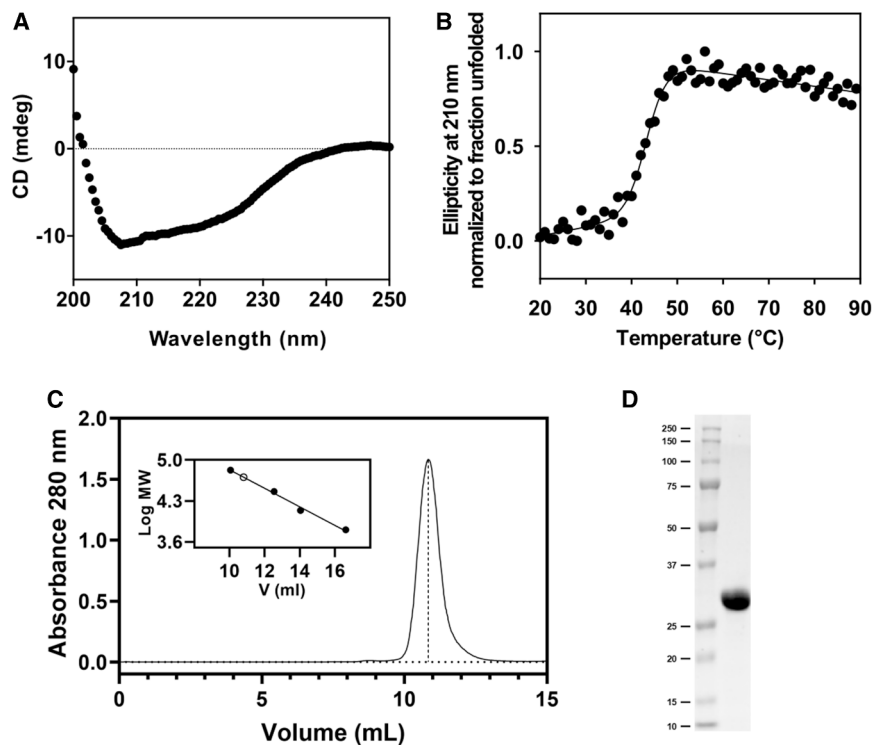 A
10
0
-10
CD (mdeg)
200 210 220 230 240 250
Wavelength (nm)
B
1.0
0.5
0.0
Ellipticity at 210 nm
normalized to fraction unfolded
20 30 40 50 60 70 80 90
Temperature (°C)
C
2.0
1.5
1.0
0.5
0.0
Absorbance 280 nm
0 5 10 15
Volume (mL)
5.0
4.3
3.6
Log MW
10 12 14 16
V (ml)
D
250
150
100
75
50
37
25
20
15
10